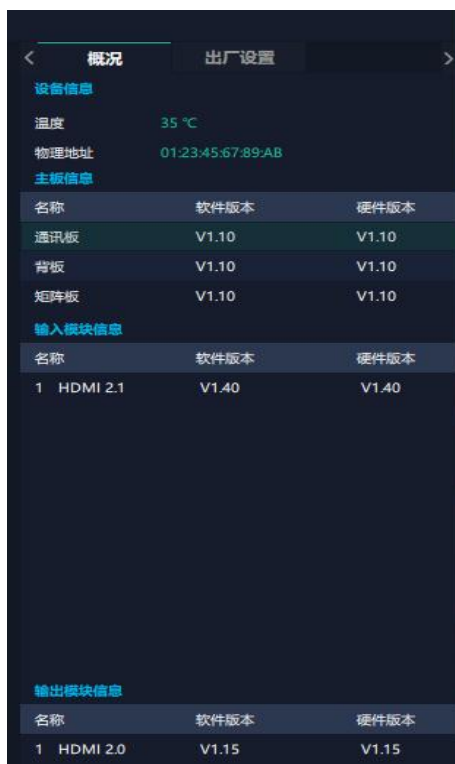 < 概况 出厂设置 >
设备信息
温度 35 ℃
物理地址 01:23:45:67:89:AB
主板信息
名称 软件版本 硬件版本
通讯板 V1.10 V1.10
背板 V1.10 V1.10
矩阵板 V1.10 V1.10
输入模块信息
名称 软件版本 硬件版本
1 HDMI 2.1 V1.40 V1.40
输出模块信息
名称 软件版本 硬件版本
1 HDMI 2.0 V1.15 V1.15